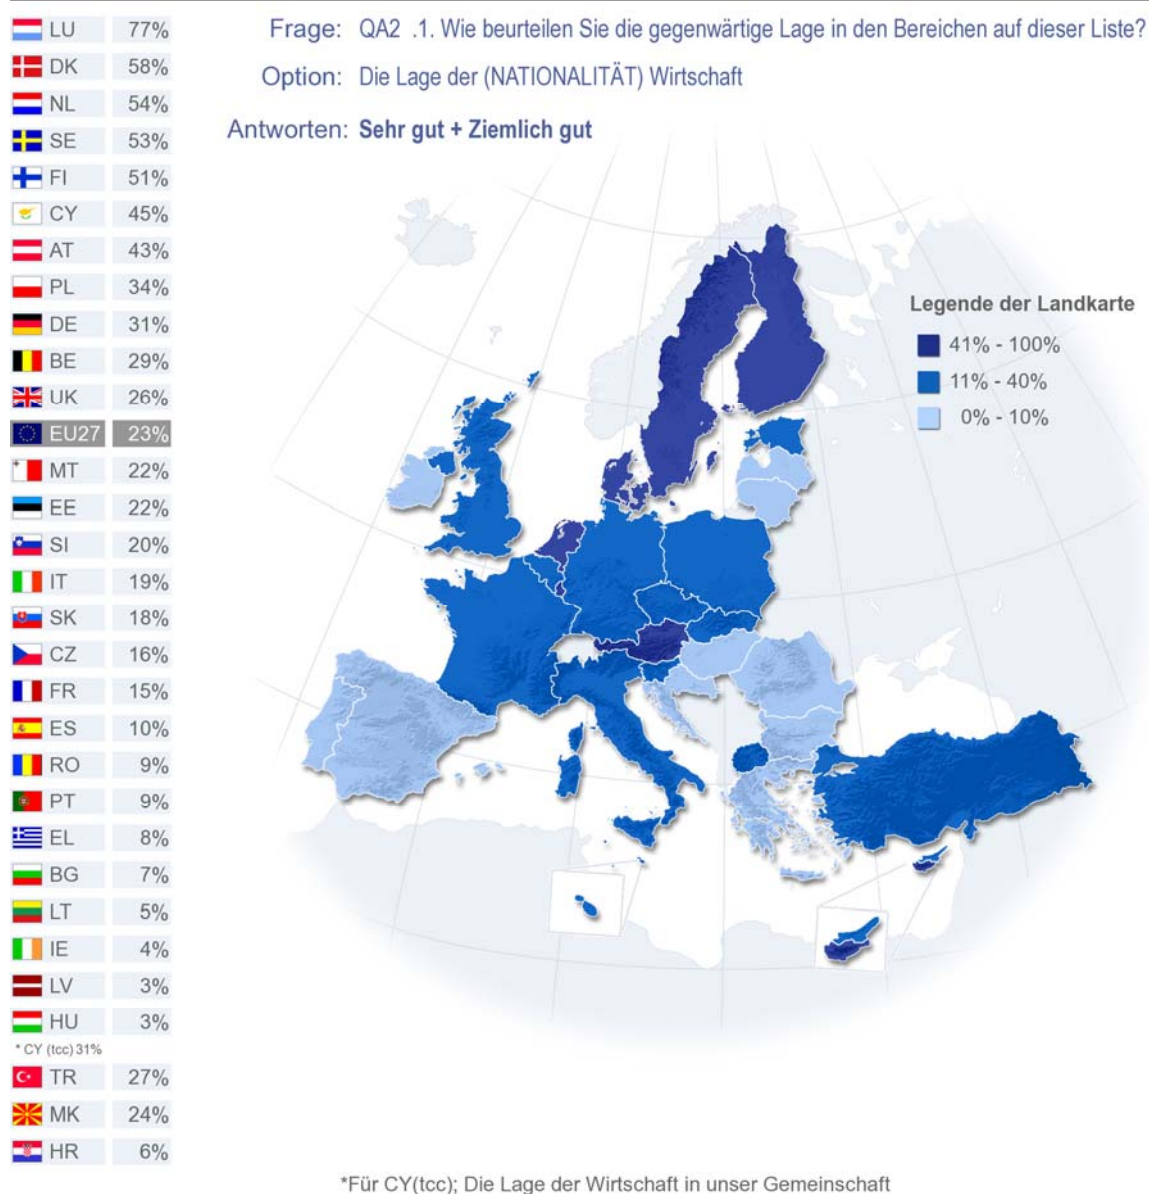 Frage: QA2 .1. Wie beurteilen Sie die gegenwärtige Lage in den Bereichen auf dieser Liste?
Option: Die Lage der (NATIONALITÄT) Wirtschaft
Antworten: Sehr gut + Ziemlich gut
LU 77%
DK 58%
NL 54%
SE 53%
FI 51%
CY 45%
AT 43%
PL 34%
DE 31%
BE 29%
UK 26%
EU27 23%
MT 22%
EE 22%
SI 20%
IT 19%
SK 18%
CZ 16%
FR 15%
ES 10%
RO 9%
PT 9%
EL 8%
BG 7%
LT 5%
IE 4%
LV 3%
HU 3%
* CY (tcc) 31%
TR 27%
MK 24%
HR 6%
Legende der Landkarte
41% - 100%
11% - 40%
0% - 10%
*Für CY(tcc); Die Lage der Wirtschaft in unser Gemeinschaft